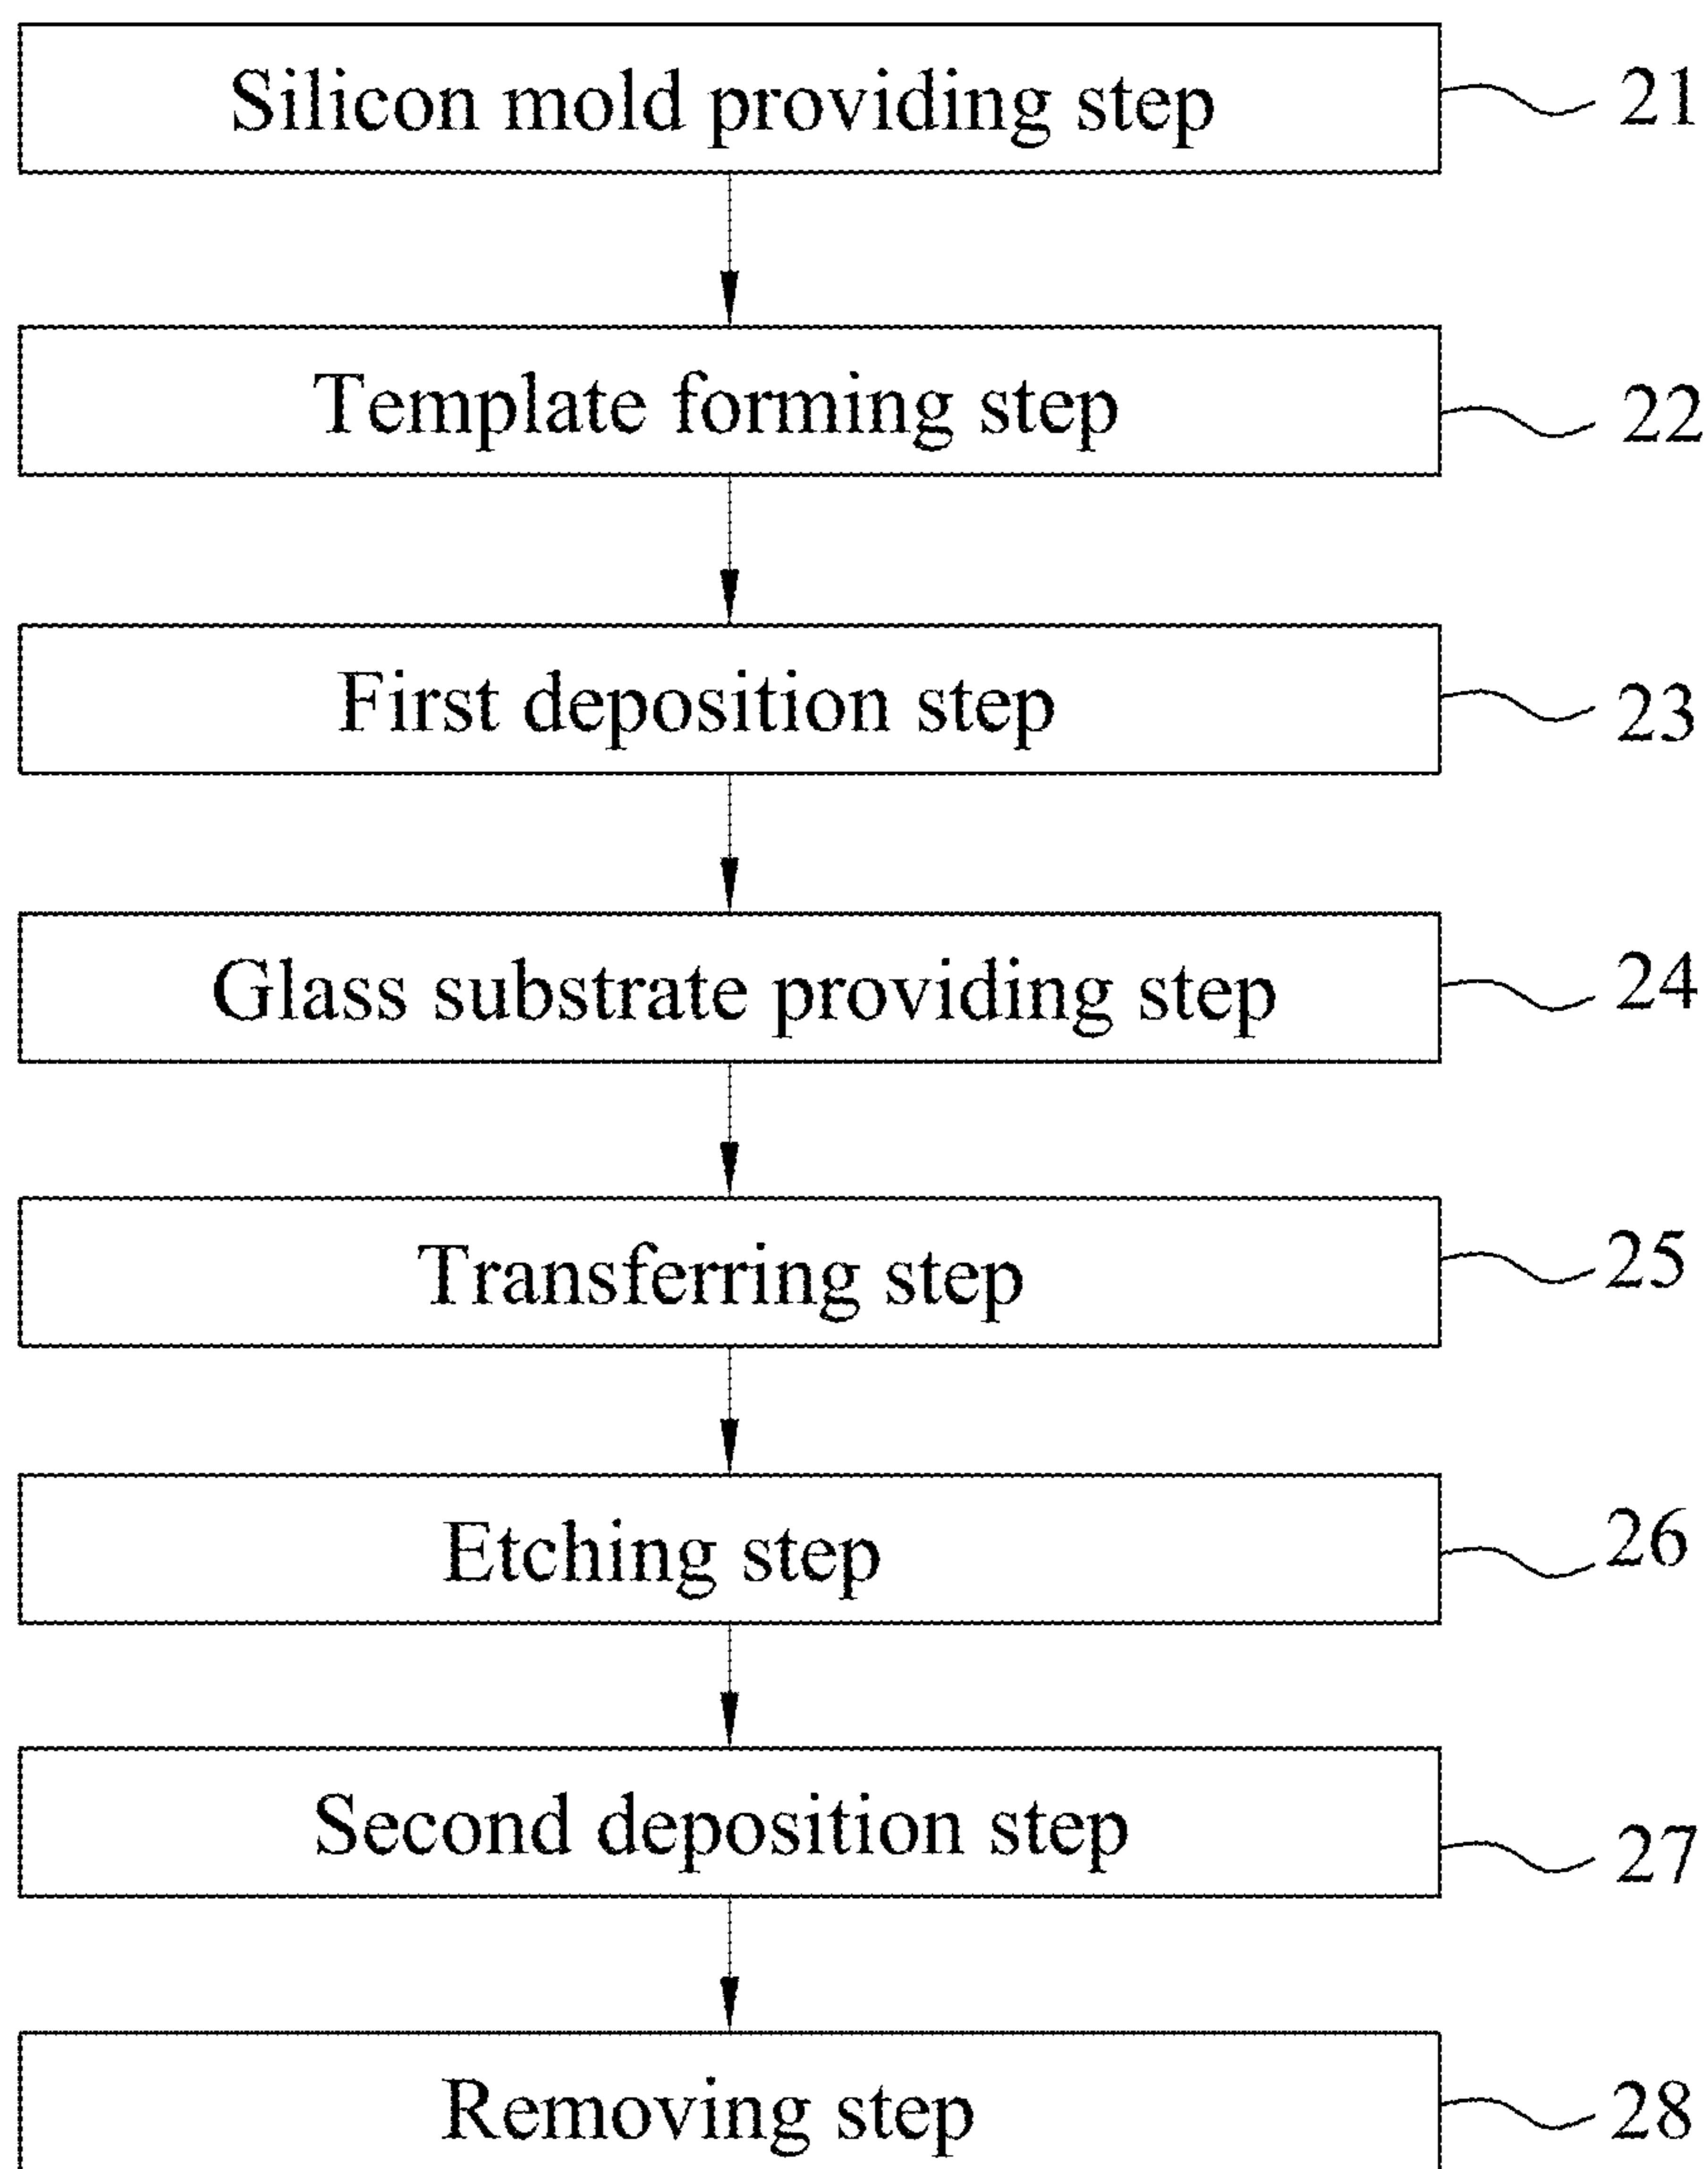 Silicon mold providing step 21
Template forming step 22
First deposition step 23
Glass substrate providing step 24
Transferring step 25
Etching step 26
Second deposition step 27
Removing step 28